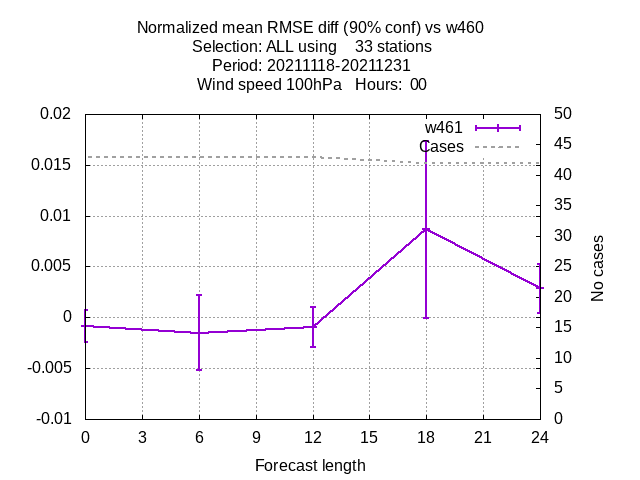 Normalized mean RMSE diff (90% conf) vs w460
Selection: ALL using 33 stations
Period: 20211118-20211231
Wind speed 100hPa Hours: 00
0.02
0.015
0.01
0.005
0
-0.005
-0.01
50
45
40
35
30
25
20
15
10
5
0
w461
Cases
No cases
0 3 6 9 12 15 18 21 24
Forecast length